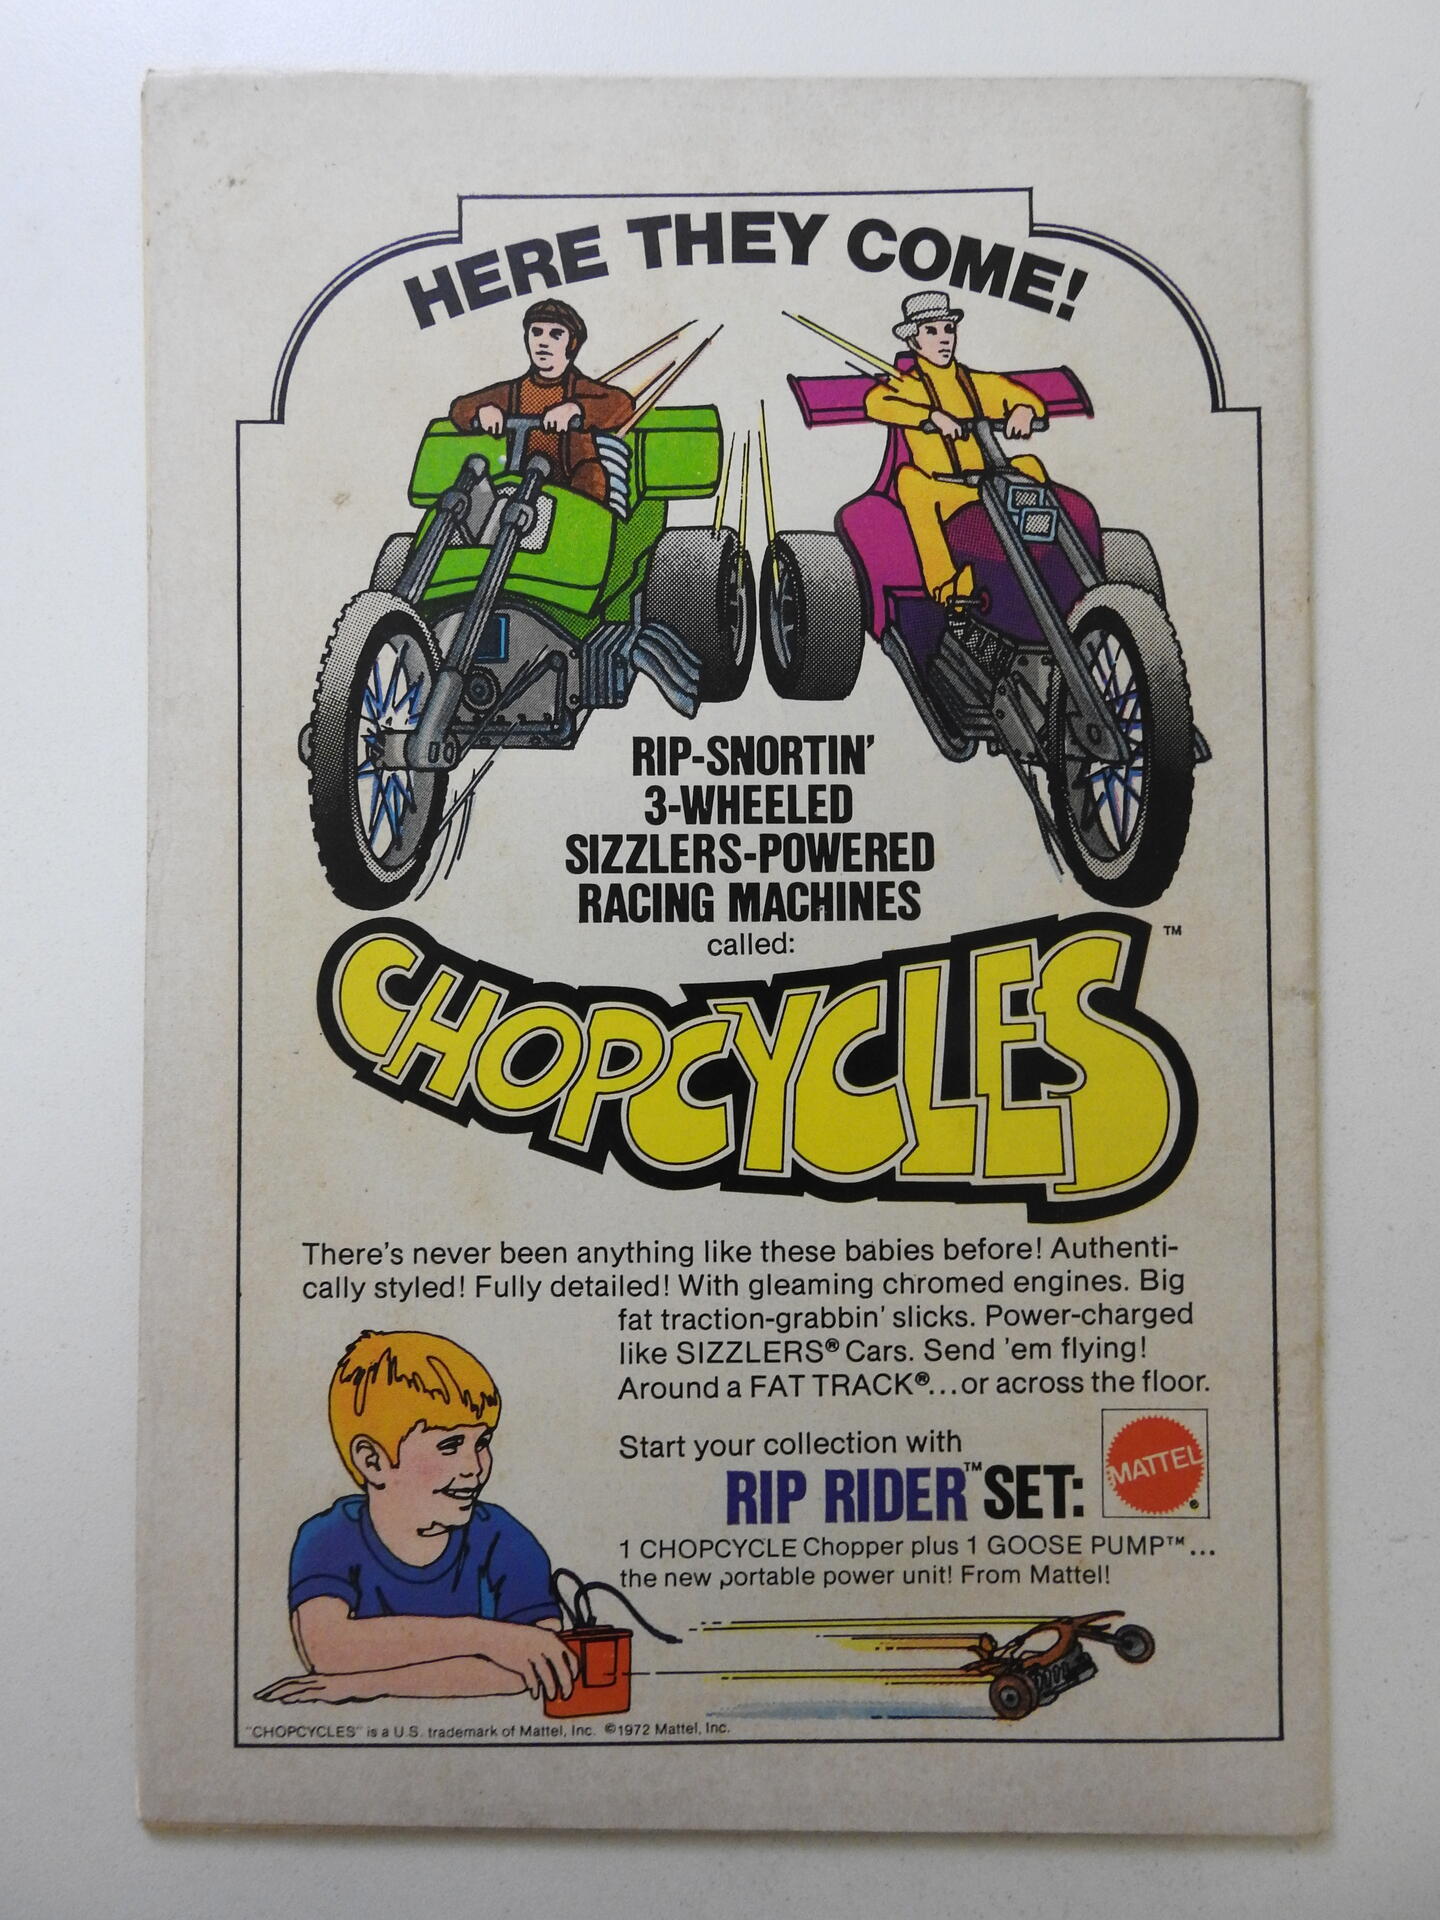 HERE THEY COME!
RIP-SNORTIN'
3-WHEELED
SIZZLERS-POWERED
RACING MACHINES
called:
CHOPCYCLES™
There's never been anything like these babies before! Authenti-
cally styled! Fully detailed! With gleaming chromed engines. Big
fat traction-grabbin' slicks. Power-charged
like SIZZLERS® Cars. Send 'em flying!
Around a FAT TRACK®...or across the floor.
Start your collection with
RIP RIDER™ SET:
MATTEL®
1 CHOPCYCLE Chopper plus 1 GOOSE PUMP™...
the new portable power unit! From Mattel!
"CHOPCYCLES" is a U.S. trademark of Mattel, Inc. ©1972 Mattel, Inc.